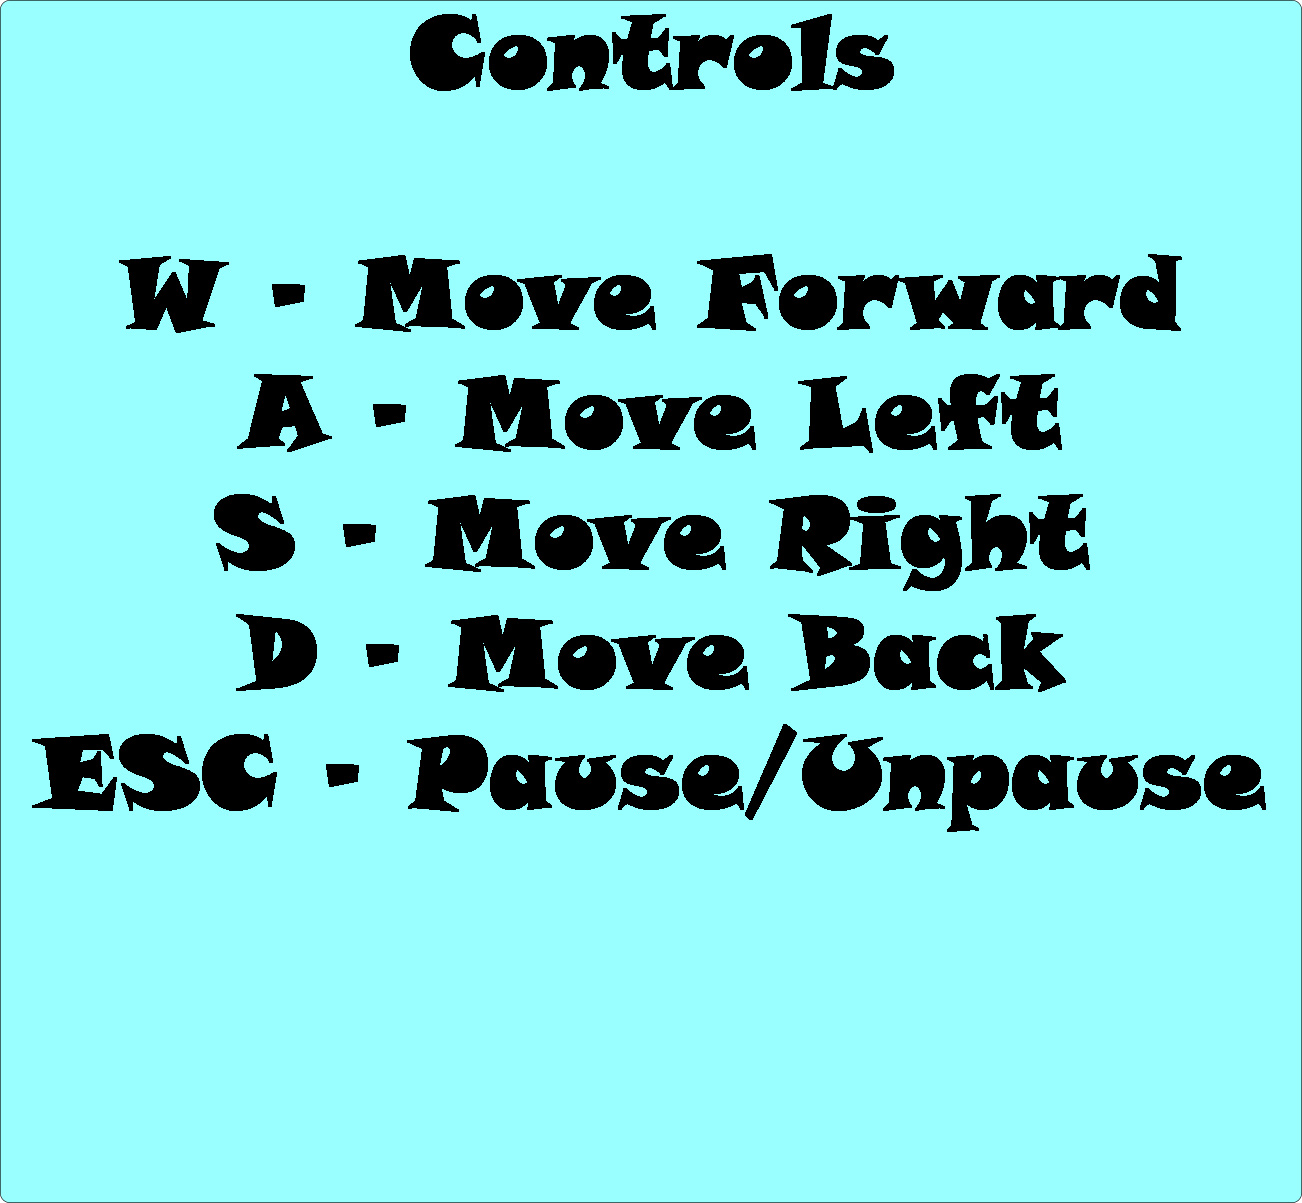 Controls
W - Move Forward
A - Move Left
S - Move Right
D - Move Back
ESC - Pause/Unpause